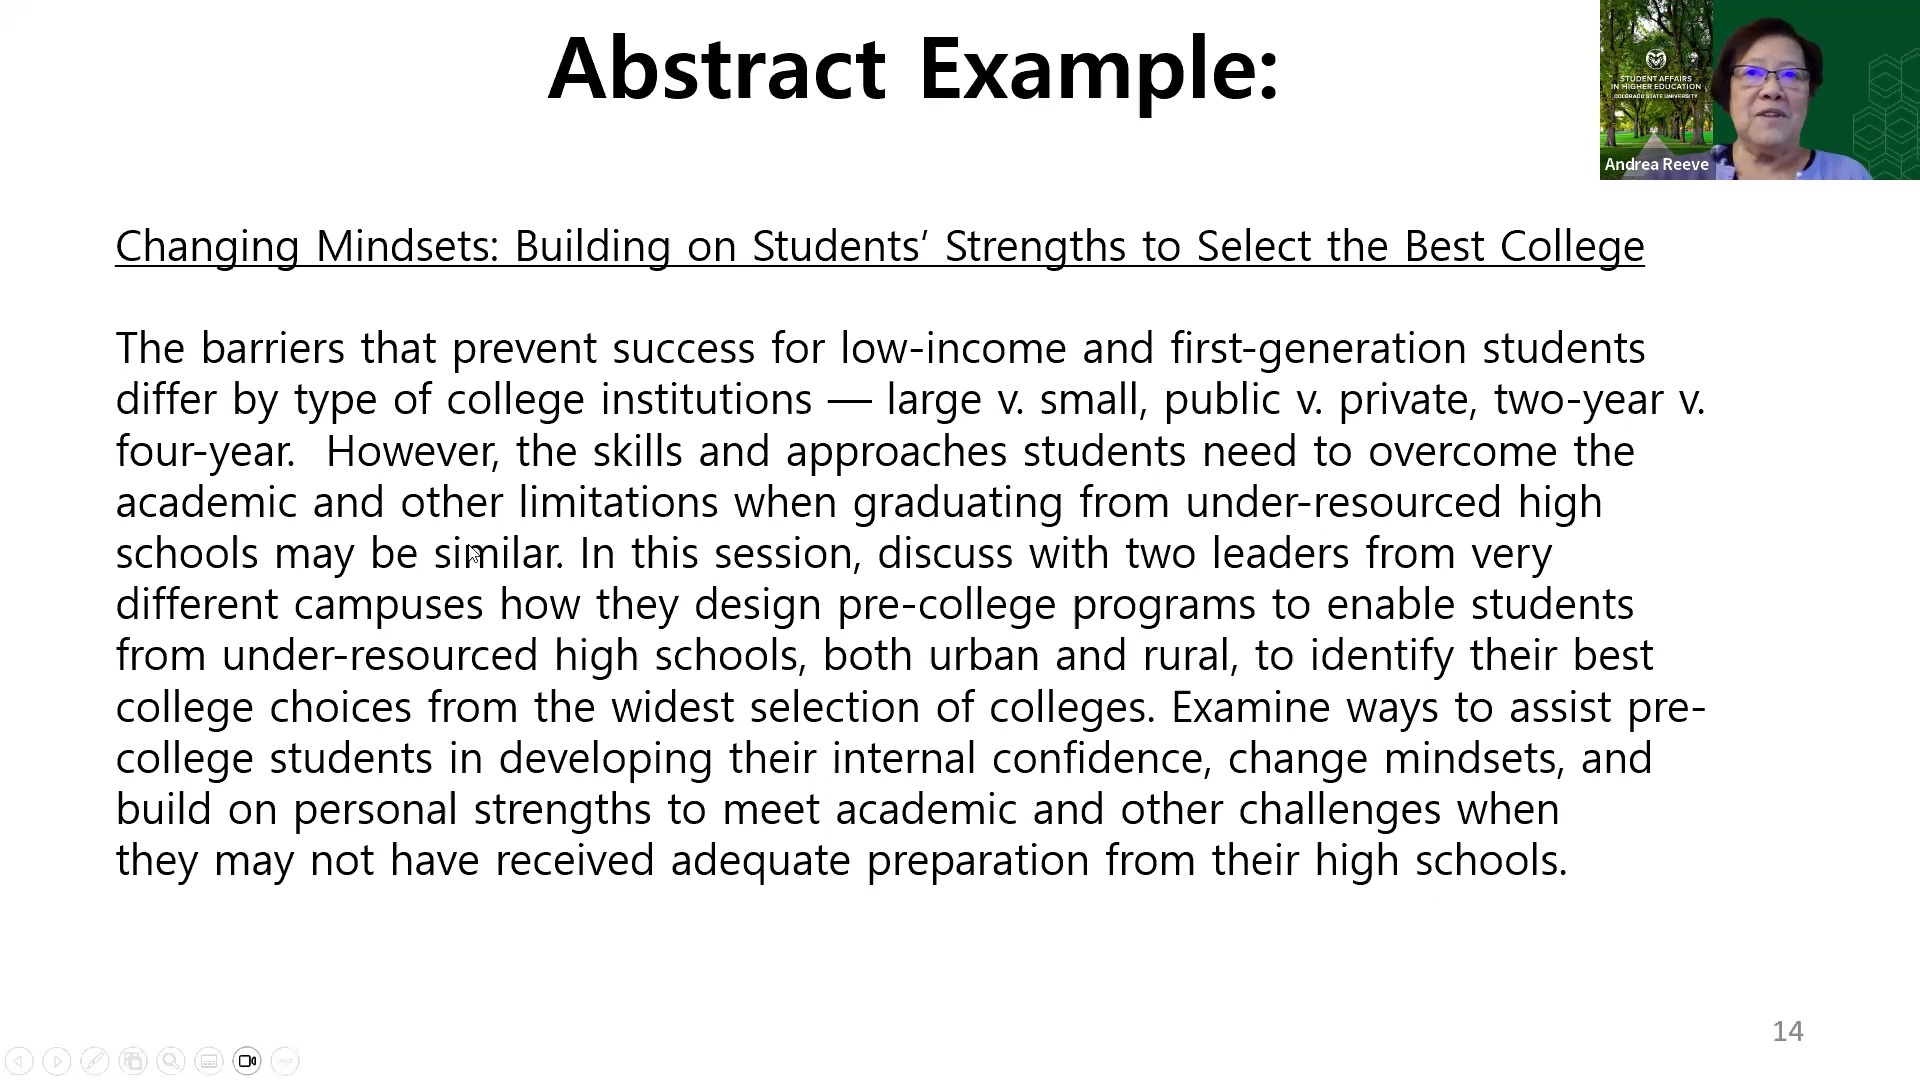 Abstract Example:
STUDENT AFFAIRS
IN HIGHER EDUCATION
COLORADO STATE UNIVERSITY
Andrea Reeve
Changing Mindsets: Building on Students’ Strengths to Select the Best College
The barriers that prevent success for low-income and first-generation students
differ by type of college institutions — large v. small, public v. private, two-year v.
four-year.  However, the skills and approaches students need to overcome the
academic and other limitations when graduating from under-resourced high
schools may be similar. In this session, discuss with two leaders from very
different campuses how they design pre-college programs to enable students
from under-resourced high schools, both urban and rural, to identify their best
college choices from the widest selection of colleges. Examine ways to assist pre-
college students in developing their internal confidence, change mindsets, and
build on personal strengths to meet academic and other challenges when
they may not have received adequate preparation from their high schools.
14